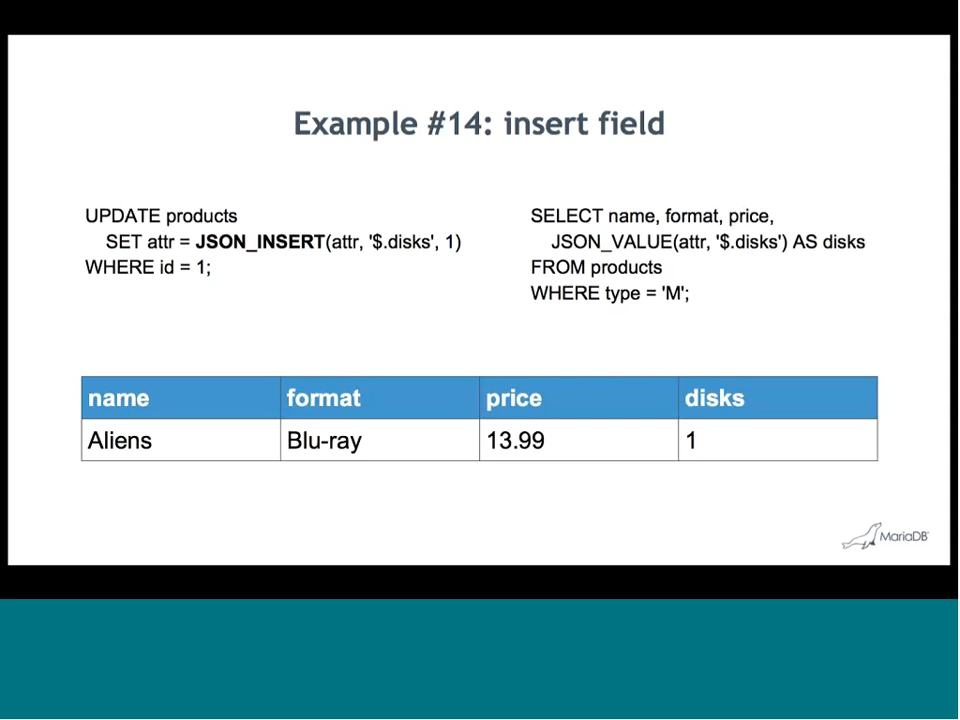 Example #14: insert field
UPDATE products
SET attr = JSON_INSERT(attr, '$.disks', 1)
WHERE id = 1;
SELECT name, format, price,
JSON_VALUE(attr, '$.disks') AS disks
FROM products
WHERE type = 'M';
name format price disks
Aliens Blu-ray 13.99 1
MariaDB